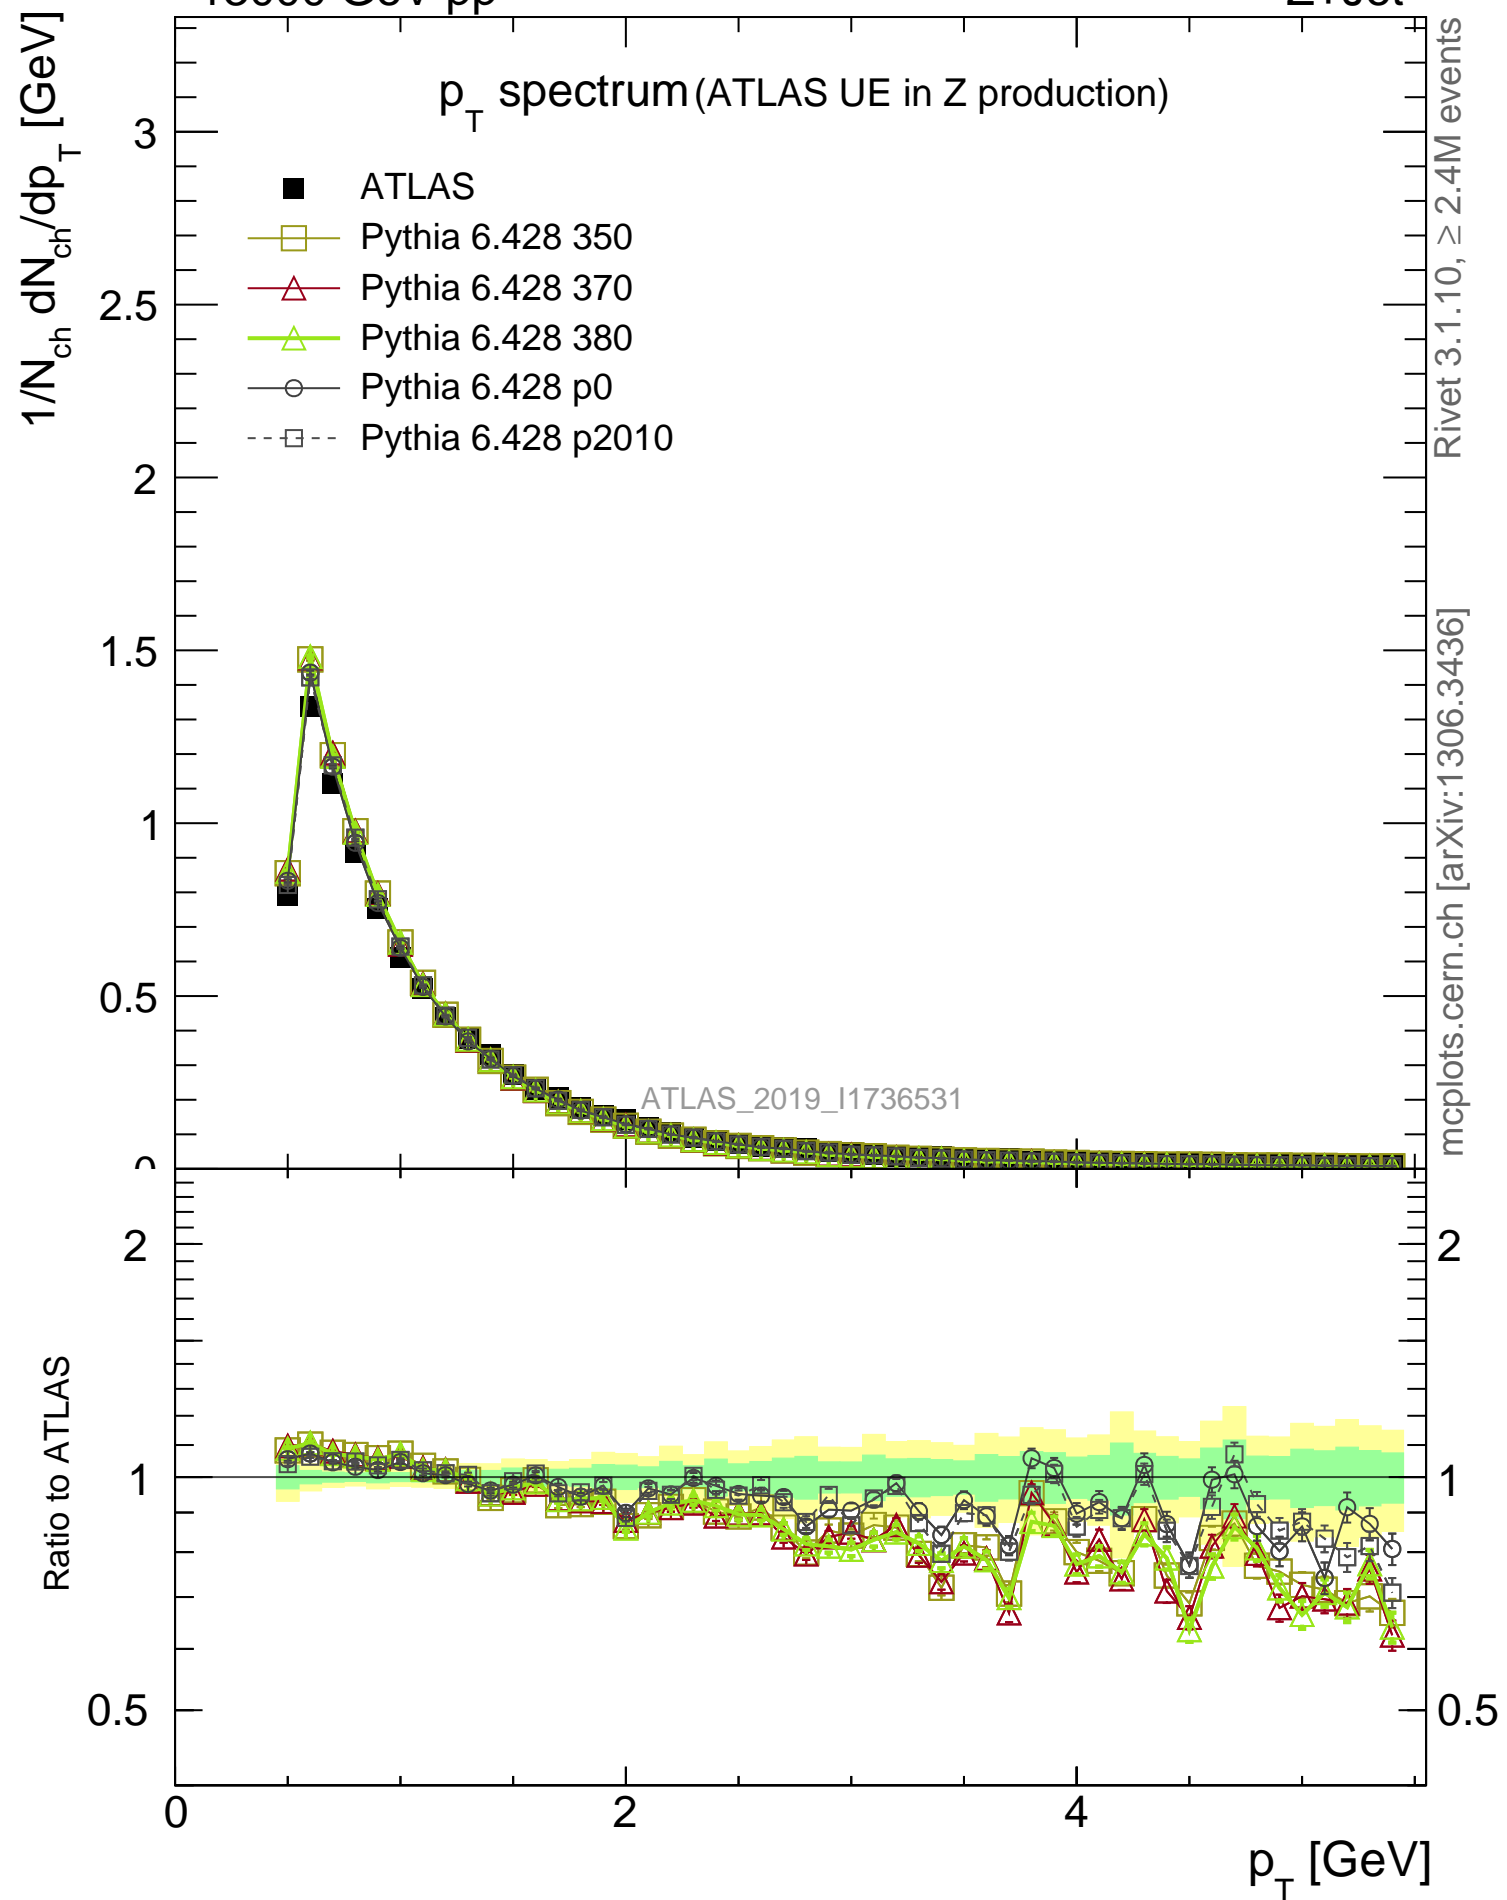 p_T spectrum (ATLAS UE in Z production)
ATLAS
Pythia 6.428 350
Pythia 6.428 370
Pythia 6.428 380
Pythia 6.428 p0
Pythia 6.428 p2010
1/N_ch dN_ch/dp_T [GeV]
3
2.5
2
1.5
1
0.5
0
ATLAS_2019_I1736531
Rivet 3.1.10, ≥ 2.4M events
mcplots.cern.ch [arXiv:1306.3436]
Ratio to ATLAS
2
1
0.5
2
1
0.5
0
2
4
p_T [GeV]